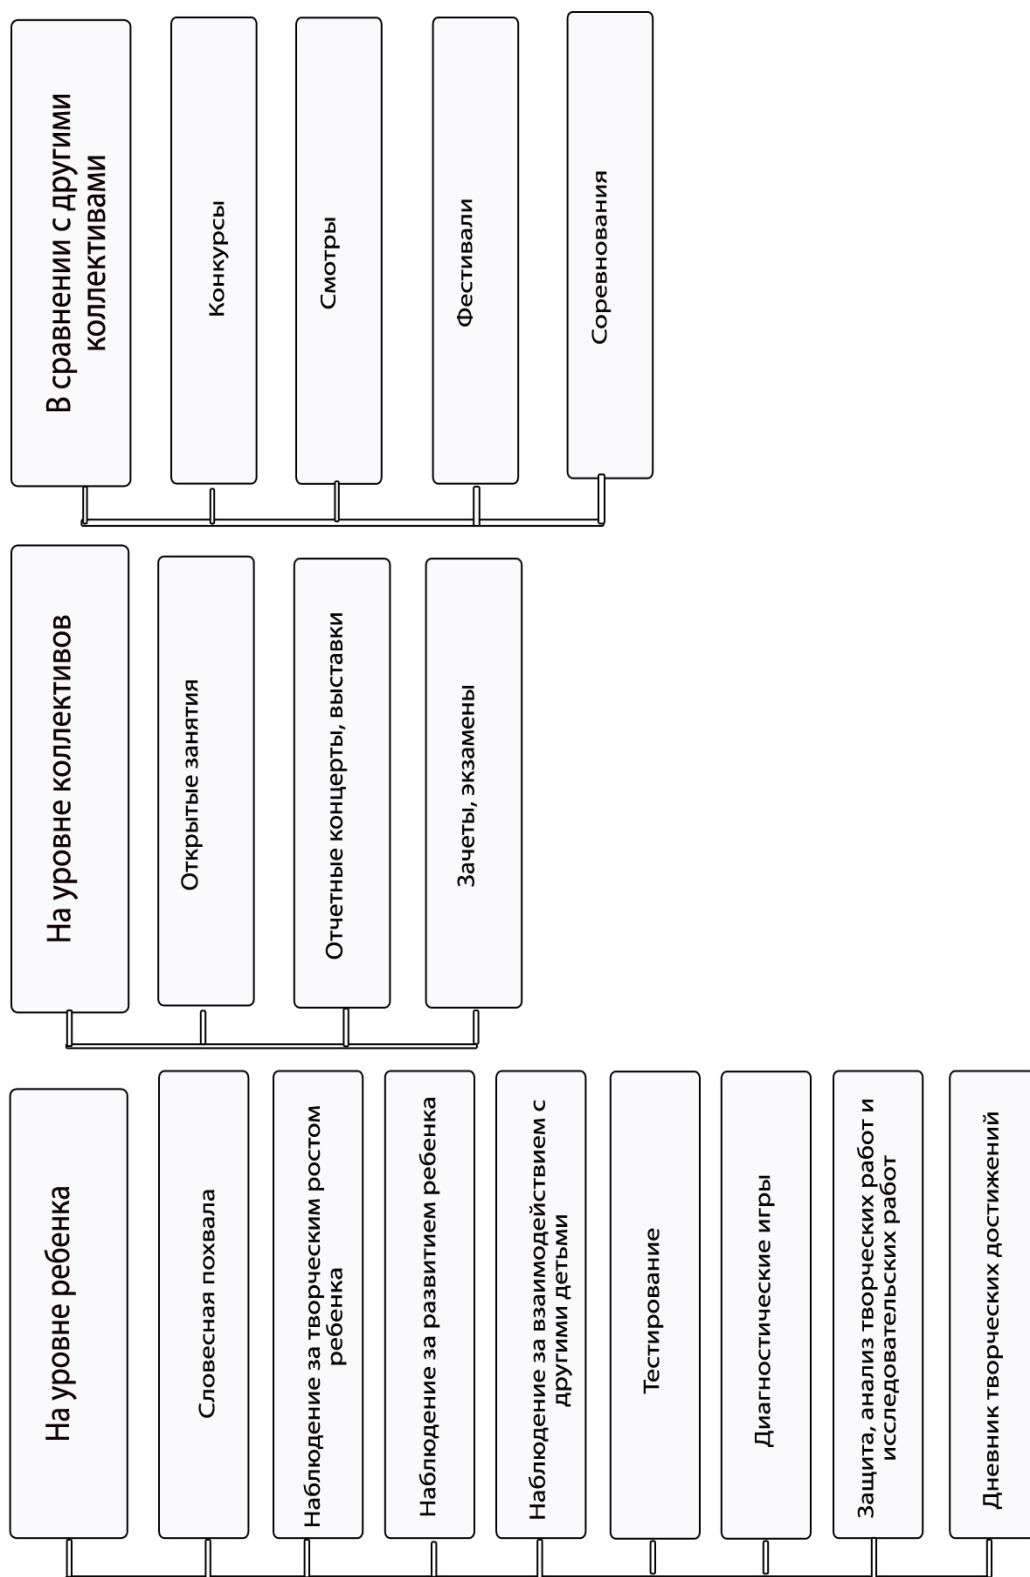 На уровне ребенка
Словесная похвала
Наблюдение за творческим ростом
ребенка
Наблюдение за развитием ребенка
Наблюдение за взаимодействием с
другими детьми
Тестирование
Диагностические игры
Защита, анализ творческих работ и
исследовательских работ
Дневник творческих достижений
На уровне коллективов
Открытые занятия
Отчетные концерты, выставки
Зачеты, экзамены
В сравнении с другими
коллективами
Конкурсы
Смотры
Фестивали
Соревнования